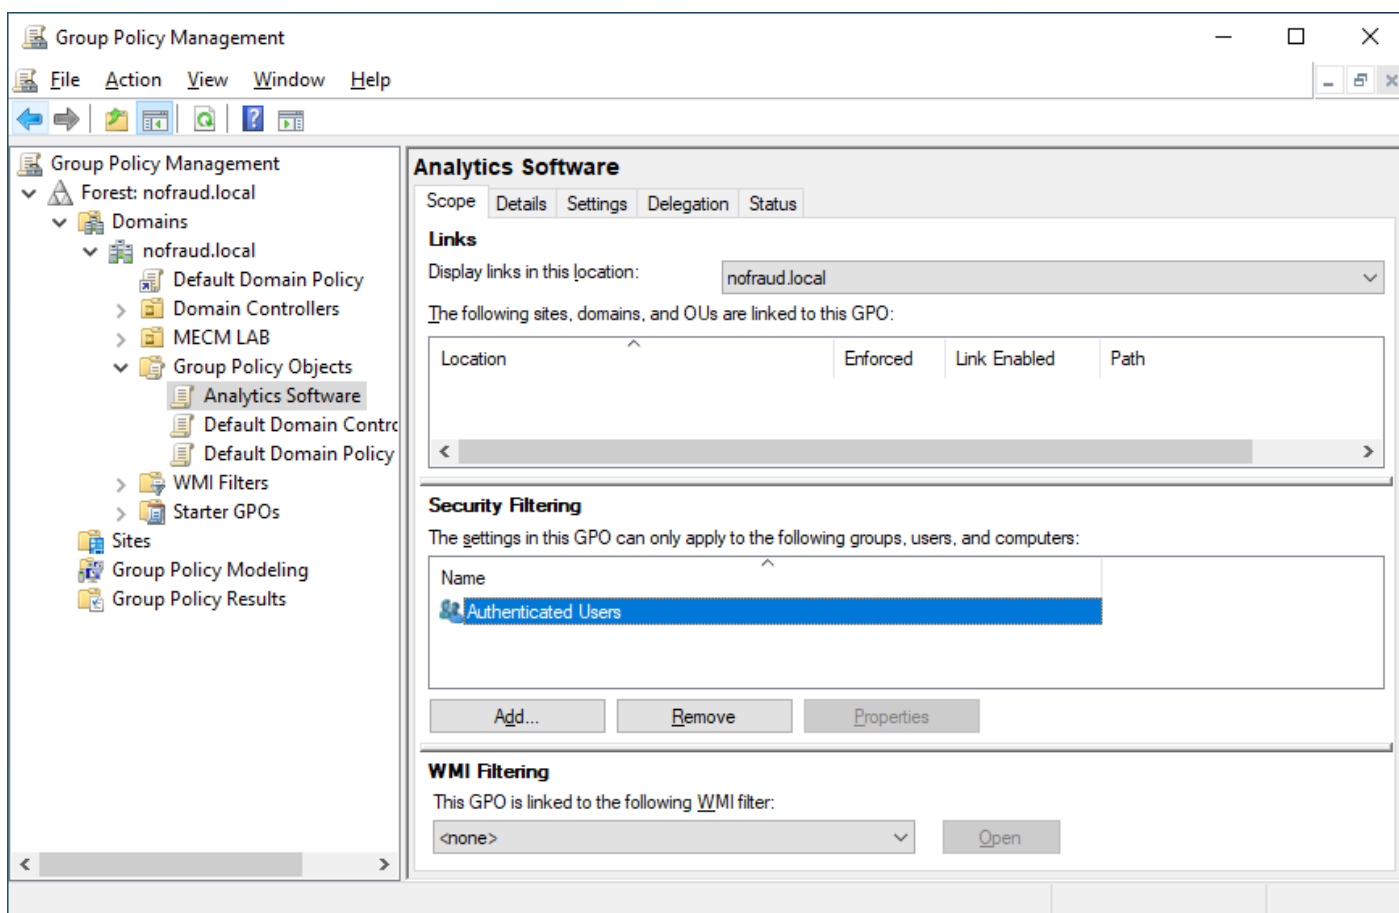 Group Policy Management
File Action View Window Help
Group Policy Management
Forest: nofraud.local
Domains
nofraud.local
Default Domain Policy
Domain Controllers
MECM LAB
Group Policy Objects
Analytics Software
Default Domain Contrc
Default Domain Policy
WMI Filters
Starter GPOs
Sites
Group Policy Modeling
Group Policy Results
Analytics Software
Scope Details Settings Delegation Status
Links
Display links in this location: nofraud.local
The following sites, domains, and OUs are linked to this GPO:
Location Enforced Link Enabled Path
Security Filtering
The settings in this GPO can only apply to the following groups, users, and computers:
Name
Authenticated Users
Add... Remove Properties
WMI Filtering
This GPO is linked to the following WMI filter:
<none> Open